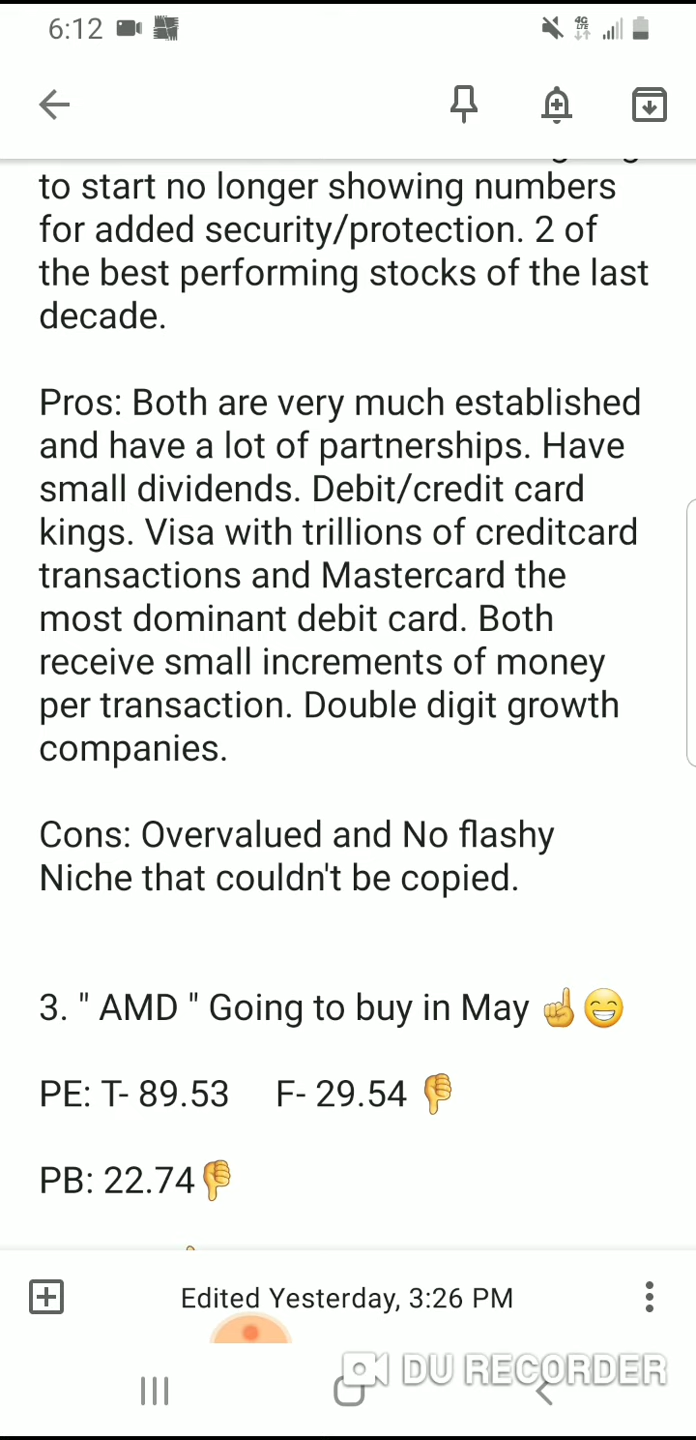 6:12
4G
LTE
to start no longer showing numbers
for added security/protection. 2 of
the best performing stocks of the last
decade.
Pros: Both are very much established
and have a lot of partnerships. Have
small dividends. Debit/credit card
kings. Visa with trillions of creditcard
transactions and Mastercard the
most dominant debit card. Both
receive small increments of money
per transaction. Double digit growth
companies.
Cons: Overvalued and No flashy
Niche that couldn't be copied.
3. " AMD " Going to buy in May ☝️😁
PE: T- 89.53 F- 29.54 👎
PB: 22.74👎
Edited Yesterday, 3:26 PM
DU RECORDER